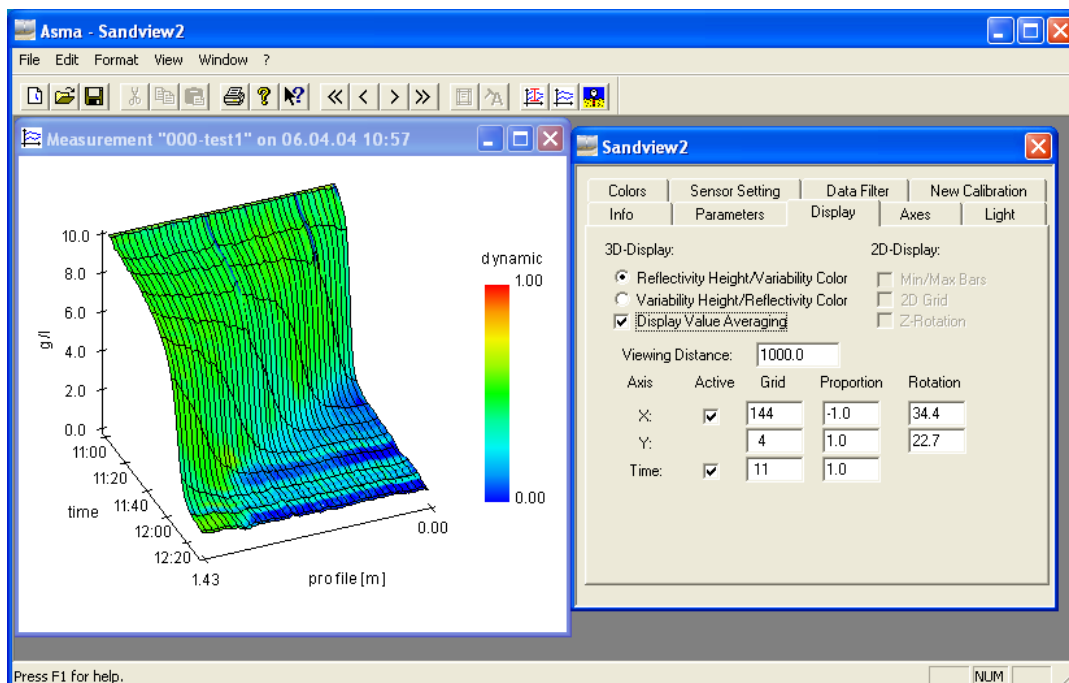 Asma - Sandview2
File Edit Format View Window ?
Measurement "000-test1" on 06.04.04 10:57
10.0
8.0
6.0
4.0
2.0
0.0
g/l
11:00
11:20
11:40
12:00
12:20
time
1.43
profile [m]
0.00
dynamic
1.00
0.00
Sandview2
Colors Sensor Setting Data Filter New Calibration
Info Parameters Display Axes Light
3D-Display: 2D-Display:
Reflectivity Height/Variability Color Min/Max Bars
Variability Height/Reflectivity Color 2D Grid
Display Value Averaging Z-Rotation
Viewing Distance: 1000.0
Axis Active Grid Proportion Rotation
X: 144 -1.0 34.4
Y: 4 1.0 22.7
Time: 11 1.0
Press F1 for help. NUM